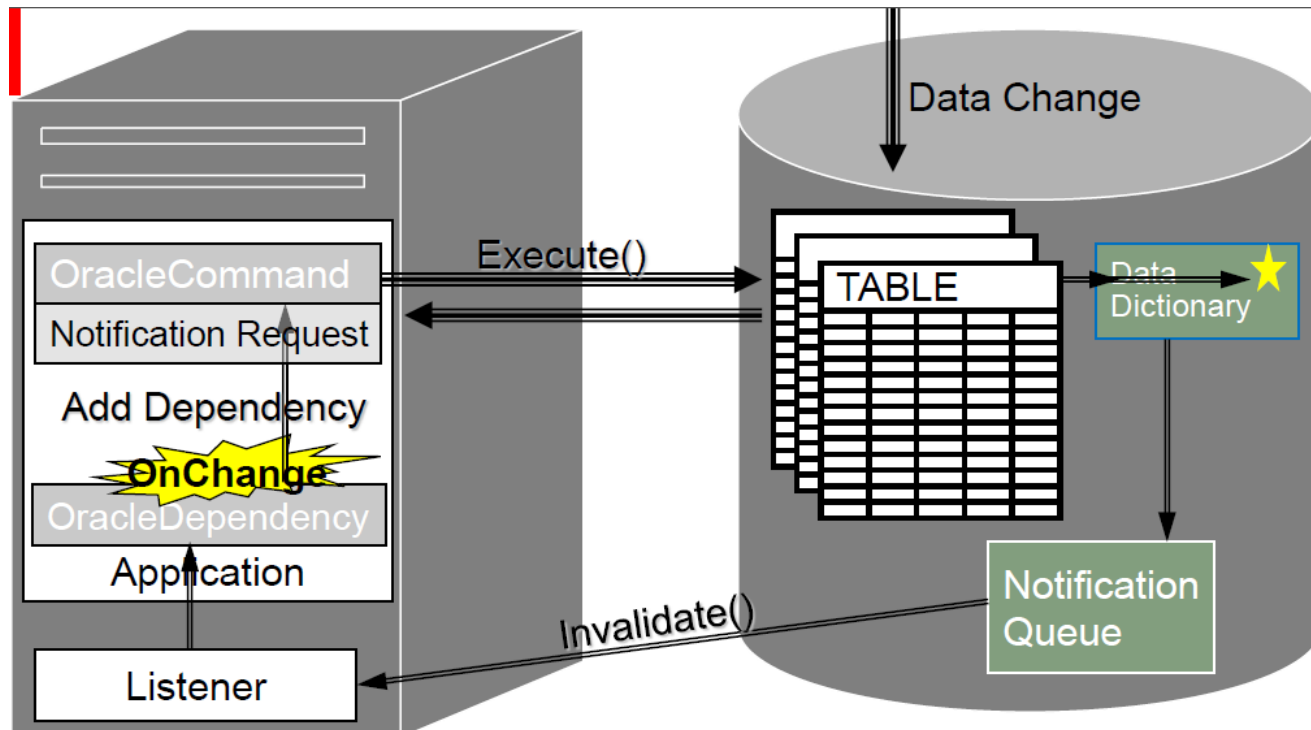 Data Change
OracleCommand
Execute()
TABLE
Data
Dictionary
Notification Request
Add Dependency
OnChange
OracleDependency
Application
Notification
Queue
Invalidate()
Listener